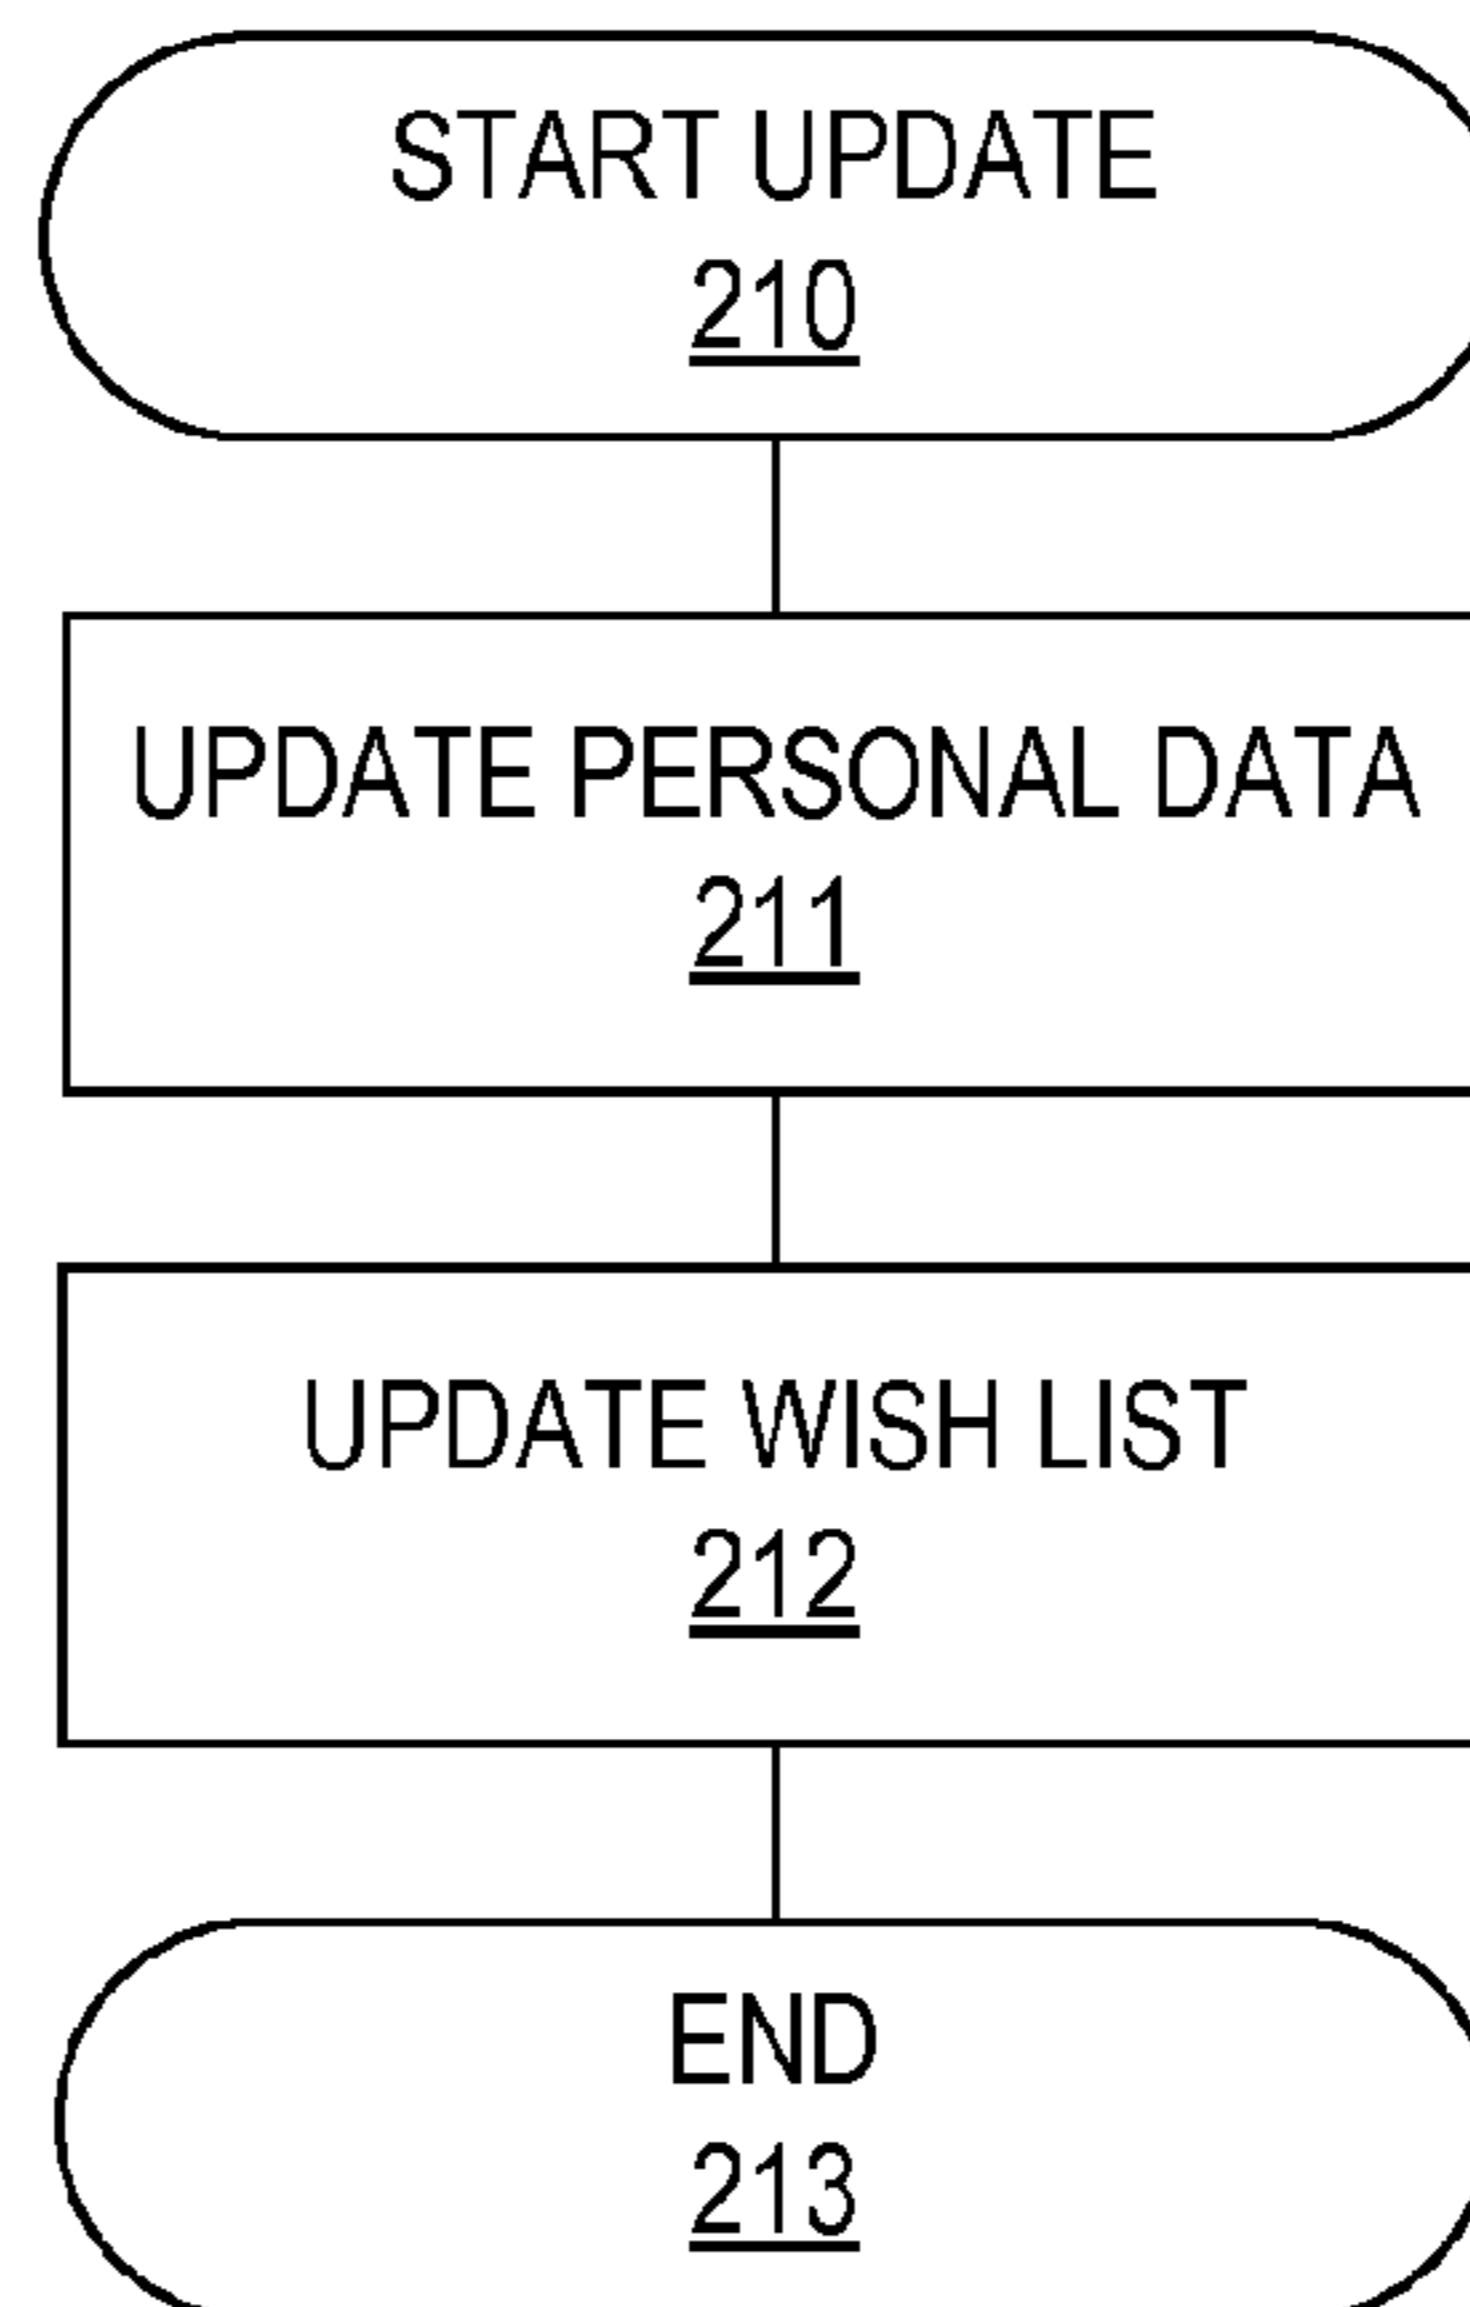 START UPDATE
210
UPDATE PERSONAL DATA
211
UPDATE WISH LIST
212
END
213